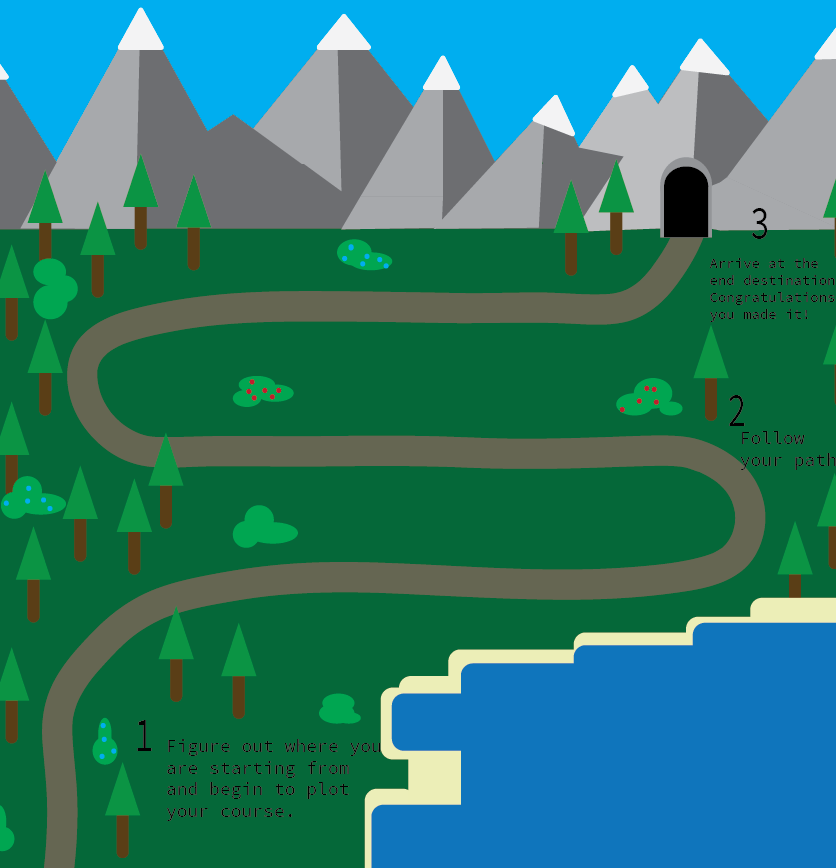 3
Arrive at the
end destination
Congratulations
you made it!
2
Follow
your path
1
Figure out where you
are starting from
and begin to plot
your course.